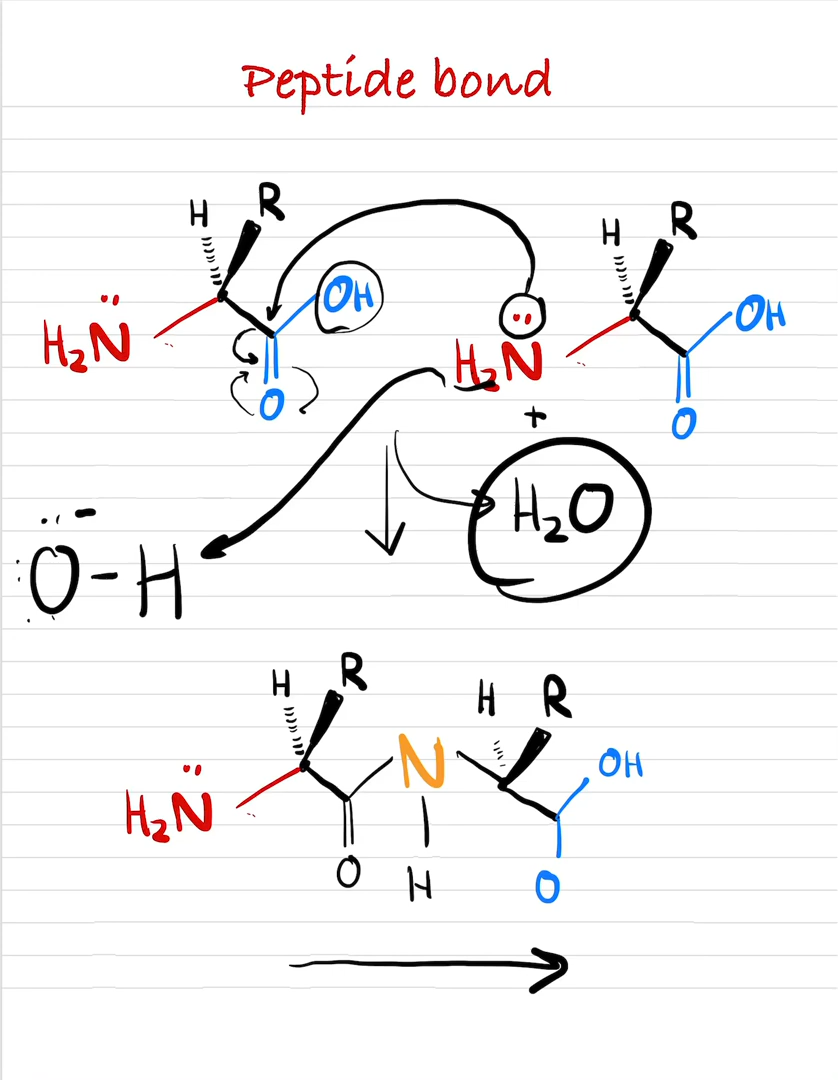 Peptide bond
H R H R
OH OH
H₂N H₂N
O O
+
H₂O
O-H
H R H R
N OH
H₂N
O H O